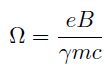 Ω = eB / γmc